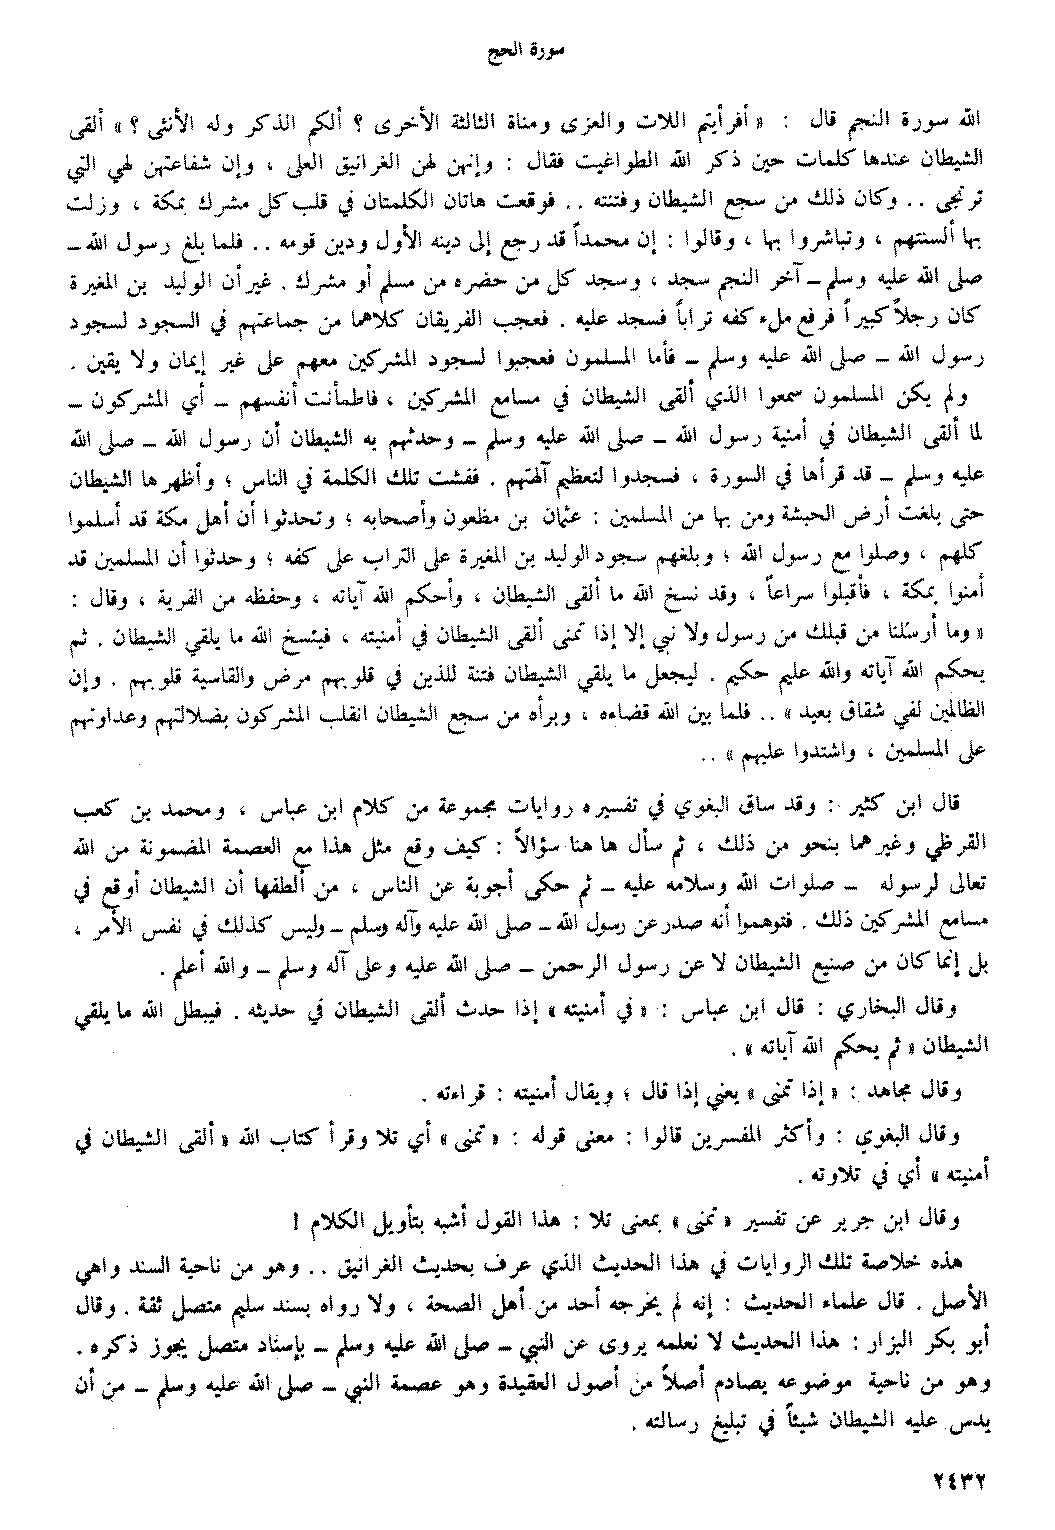 سورة الحج
الله سورة النجم قال : « أفرأيتم اللات والعزى ومناة الثالثة الأخرى ؟ ألكم الذكر وله الأنثى ؟ » ألقى
الشيطان عندها كلمات حين ذكر الله الطواغيت فقال : وإنهن لهن الغرانيق العلى ، وإن شفاعتهن لهي التي
ترتجى .. وكان ذلك من سجع الشيطان وفتنته .. فوقعت هاتان الكلمتان في قلب كل مشرك بمكة ، وزلت
بها ألسنتهم ، وتباشروا بها ، وقالوا : إن محمداً قد رجع إلى دينه الأول ودين قومه .. فلما بلغ رسول الله –
صلى الله عليه وسلم – آخر النجم سجد ، وسجد كل من حضره من مسلم أو مشرك . غير أن الوليد بن المغيرة
كان رجلاً كبيراً فرفع ملء كفه تراباً فسجد عليه . فعجب الفريقان كلاهما من جماعتهم في السجود لسجود
رسول الله – صلى الله عليه وسلم – فأما المسلمون فعجبوا لسجود المشركين معهم على غير إيمان ولا يقين .
ولم يكن المسلمون سمعوا الذي ألقى الشيطان في مسامع المشركين ، فاطمأنت أنفسهم – أي المشركون –
لما ألقى الشيطان في أمنية رسول الله – صلى الله عليه وسلم – وحدثهم به الشيطان أن رسول الله – صلى الله
عليه وسلم – قد قرأها في السورة ، فسجدوا لتعظيم آلهتهم . ففشت تلك الكلمة في الناس ؛ وأظهرها الشيطان
حتى بلغت أرض الحبشة ومن بها من المسلمين : عثمان بن مظعون وأصحابه ؛ وتحدثوا أن أهل مكة قد أسلموا
كلهم ، وصلوا مع رسول الله ؛ وبلغهم سجود الوليد بن المغيرة على التراب على كفه ؛ وحدثوا أن المسلمين قد
أمنوا بمكة ، فأقبلوا سراعاً ، وقد نسخ الله ما ألقى الشيطان ، وأحكم الله آياته ، وحفظه من الفرية ، وقال :
« وما أرسلنا من قبلك من رسول ولا نبي إلا إذا تمنى ألقى الشيطان في أمنيته ، فينسخ الله ما يلقي الشيطان . ثم
يحكم الله آياته والله عليم حكيم . ليجعل ما يلقي الشيطان فتنة للذين في قلوبهم مرض والقاسية قلوبهم . وإن
الظالمين لفي شقاق بعيد » .. فلما بين الله قضاءه ، وبرأه من سجع الشيطان انقلب المشركون بضلالتهم وعداوتهم
على المسلمين ، واشتدوا عليهم » ..
قال ابن كثير : وقد ساق البغوي في تفسيره روايات مجموعة من كلام ابن عباس ، ومحمد بن كعب
القرظي وغيرهما بنحو من ذلك ، ثم سأل ها هنا سؤالاً : كيف وقع مثل هذا مع العصمة المضمونة من الله
تعالى لرسوله – صلوات الله وسلامه عليه – ثم حكى أجوبة عن الناس ، من ألطفها أن الشيطان أوقع في
مسامع المشركين ذلك . فتوهموا أنه صدر عن رسول الله – صلى الله عليه وآله وسلم – وليس كذلك في نفس الأمر ،
بل إنما كان من صنيع الشيطان لا عن رسول الرحمن – صلى الله عليه وعلى آله وسلم – والله أعلم .
وقال البخاري : قال ابن عباس : « في أمنيته » إذا حدث ألقى الشيطان في حديثه . فيبطل الله ما يلقي
الشيطان « ثم يحكم الله آياته » .
وقال مجاهد : « إذا تمنى » يعني إذا قال ؛ ويقال أمنيته : قراءته .
وقال البغوي : وأكثر المفسرين قالوا : معنى قوله : « تمنى » أي تلا وقرأ كتاب الله « ألقى الشيطان في
أمنيته » أي في تلاوته .
وقال ابن جرير عن تفسير « تمنى » بمعنى تلا : هذا القول أشبه بتأويل الكلام !
هذه خلاصة تلك الروايات في هذا الحديث الذي عرف بحديث الغرانيق .. وهو من ناحية السند واهي
الأصل . قال علماء الحديث : إنه لم يخرجه أحد من أهل الصحة ، ولا رواه بسند سليم متصل ثقة . وقال
أبو بكر البزار : هذا الحديث لا نعلمه يروى عن النبي – صلى الله عليه وسلم – بإسناد متصل يجوز ذكره .
وهو من ناحية موضوعه يصادم أصلاً من أصول العقيدة وهو عصمة النبي – صلى الله عليه وسلم – من أن
يدس عليه الشيطان شيئاً في تبليغ رسالته .
٢٤٣٢